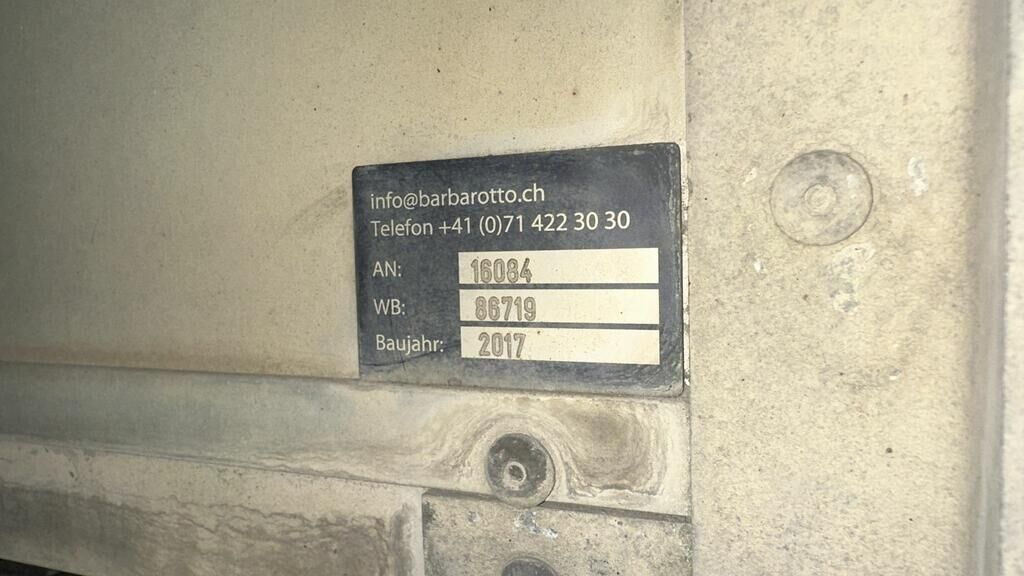 info@barbarotto.ch
Telefon +41 (0)71 422 30 30
AN: 16084
WB: 86719
Baujahr: 2017